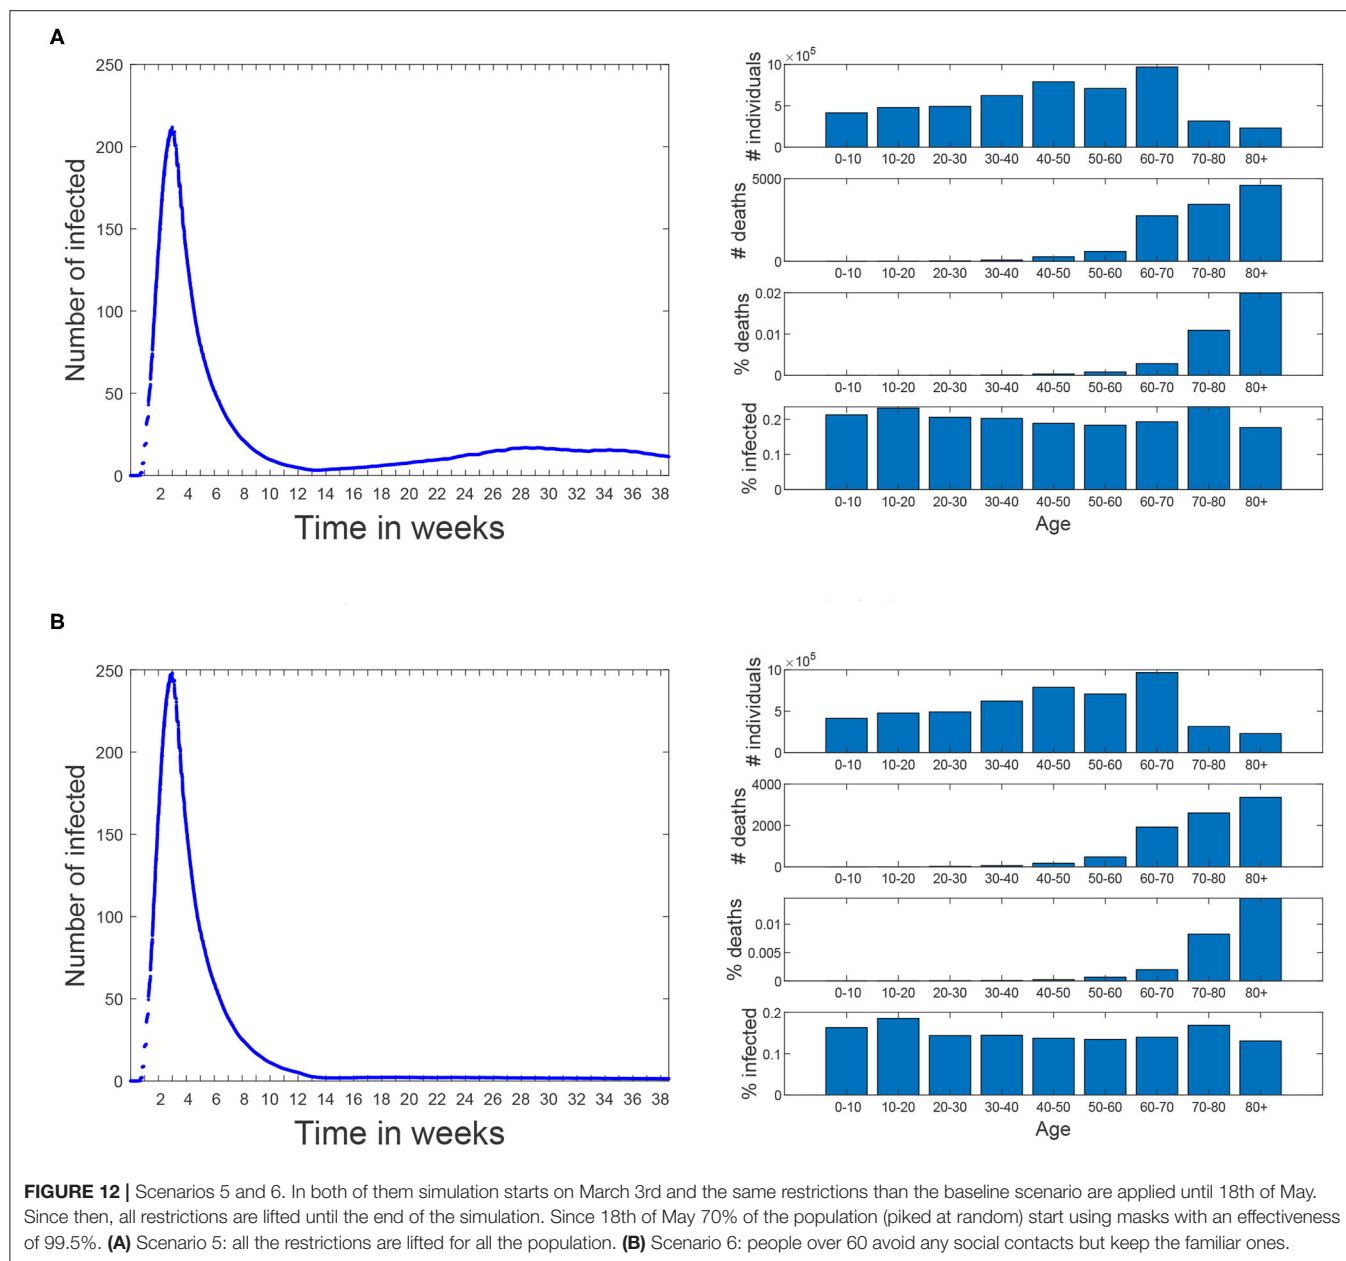 A
250
200
150
100
50
0
Number of infected
2 4 6 8 10 12 14 16 18 20 22 24 26 28 30 32 34 36 38
Time in weeks
×10^5
10
5
0
# individuals
0-10 10-20 20-30 30-40 40-50 50-60 60-70 70-80 80+
5000
0
# deaths
0-10 10-20 20-30 30-40 40-50 50-60 60-70 70-80 80+
0.02
0.01
0
% deaths
0-10 10-20 20-30 30-40 40-50 50-60 60-70 70-80 80+
0.2
0.1
0
% infected
0-10 10-20 20-30 30-40 40-50 50-60 60-70 70-80 80+
Age
B
250
200
150
100
50
0
Number of infected
2 4 6 8 10 12 14 16 18 20 22 24 26 28 30 32 34 36 38
Time in weeks
×10^5
10
5
0
# individuals
0-10 10-20 20-30 30-40 40-50 50-60 60-70 70-80 80+
4000
2000
0
# deaths
0-10 10-20 20-30 30-40 40-50 50-60 60-70 70-80 80+
0.01
0.005
0
% deaths
0-10 10-20 20-30 30-40 40-50 50-60 60-70 70-80 80+
0.2
0.1
0
% infected
0-10 10-20 20-30 30-40 40-50 50-60 60-70 70-80 80+
Age
FIGURE 12 | Scenarios 5 and 6. In both of them simulation starts on March 3rd and the same restrictions than the baseline scenario are applied until 18th of May.
Since then, all restrictions are lifted until the end of the simulation. Since 18th of May 70% of the population (piked at random) start using masks with an effectiveness
of 99.5%. (A) Scenario 5: all the restrictions are lifted for all the population. (B) Scenario 6: people over 60 avoid any social contacts but keep the familiar ones.